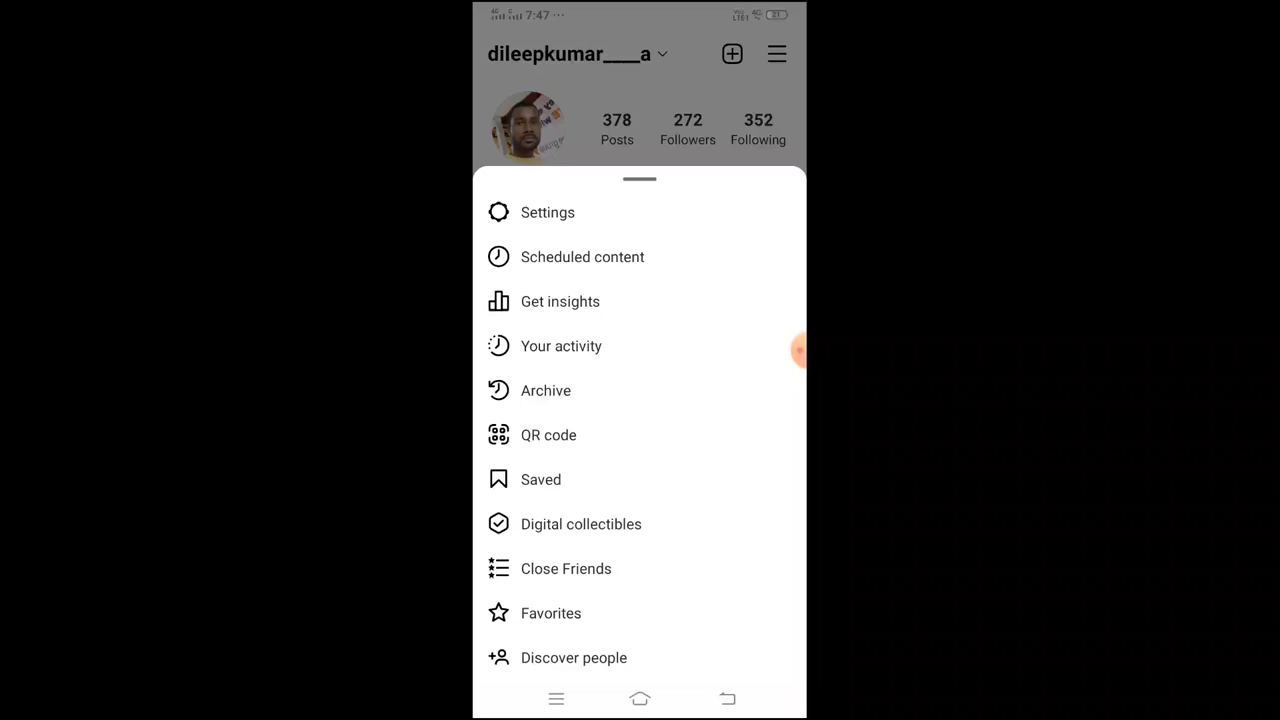 7:47 ...
21
dileepkumar____a
378 272 352
Posts Followers Following
Settings
Scheduled content
Get insights
Your activity
Archive
QR code
Saved
Digital collectibles
Close Friends
Favorites
Discover people